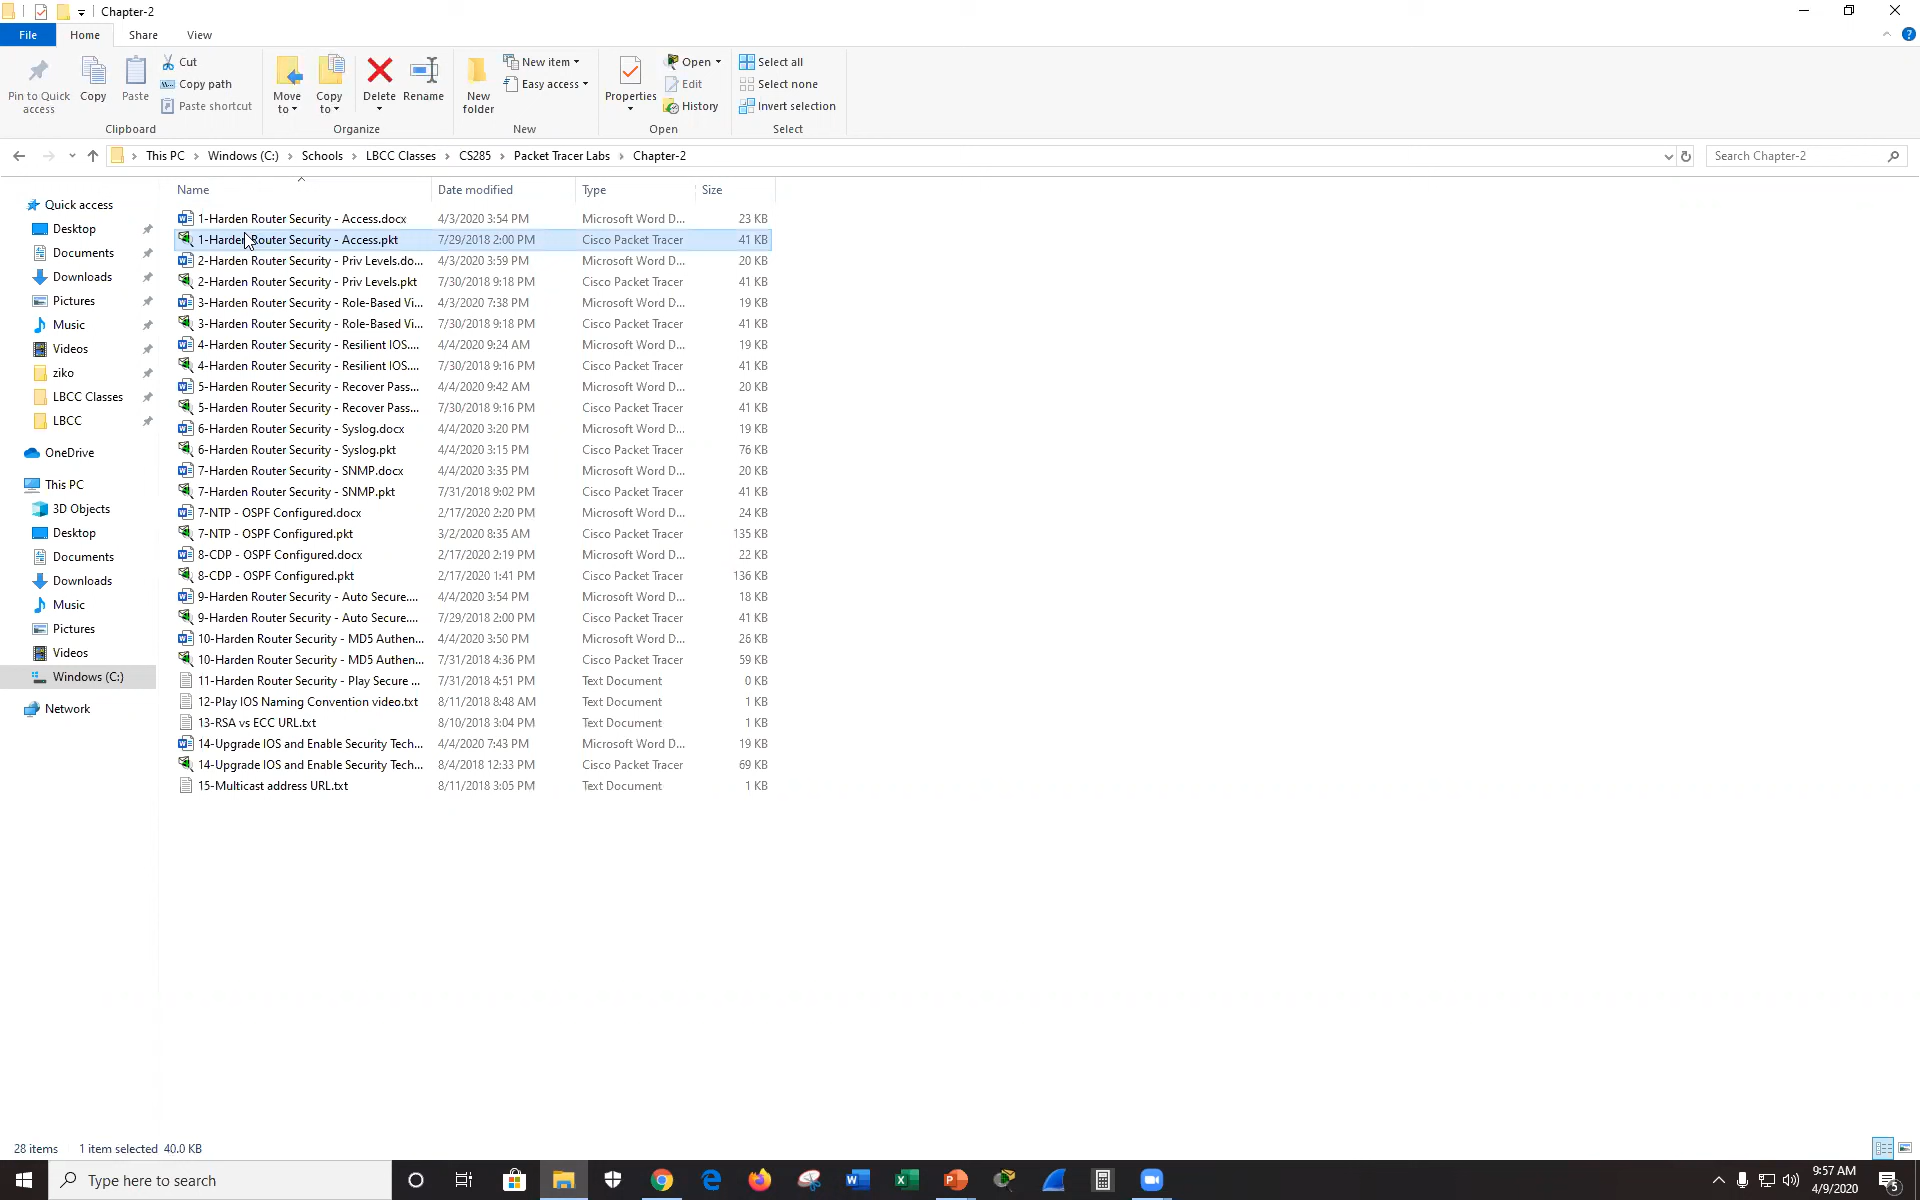 Chapter-2
File Home Share View
Pin to Quick access
Copy
Paste
Cut
Copy path
Paste shortcut
Clipboard
Move to
Copy to
Delete
Rename
Organize
New folder
New item
Easy access
New
Properties
Open
Edit
History
Open
Select all
Select none
Invert selection
Select
This PC > Windows (C:) > Schools > LBCC Classes > CS285 > Packet Tracer Labs > Chapter-2
Search Chapter-2
Quick access
Desktop
Documents
Downloads
Pictures
Music
Videos
ziko
LBCC Classes
LBCC
OneDrive
This PC
3D Objects
Desktop
Documents
Downloads
Music
Pictures
Videos
Windows (C:)
Network
Name Date modified Type Size
1-Harden Router Security - Access.docx 4/3/2020 3:54 PM Microsoft Word D... 23 KB
1-Harden Router Security - Access.pkt 7/29/2018 2:00 PM Cisco Packet Tracer 41 KB
2-Harden Router Security - Priv Levels.do... 4/3/2020 3:59 PM Microsoft Word D... 20 KB
2-Harden Router Security - Priv Levels.pkt 7/30/2018 9:18 PM Cisco Packet Tracer 41 KB
3-Harden Router Security - Role-Based Vi... 4/3/2020 7:38 PM Microsoft Word D... 19 KB
3-Harden Router Security - Role-Based Vi... 7/30/2018 9:18 PM Cisco Packet Tracer 41 KB
4-Harden Router Security - Resilient IOS.... 4/4/2020 9:24 AM Microsoft Word D... 19 KB
4-Harden Router Security - Resilient IOS.... 7/30/2018 9:16 PM Cisco Packet Tracer 41 KB
5-Harden Router Security - Recover Pass... 4/4/2020 9:42 AM Microsoft Word D... 20 KB
5-Harden Router Security - Recover Pass... 7/30/2018 9:16 PM Cisco Packet Tracer 41 KB
6-Harden Router Security - Syslog.docx 4/4/2020 3:20 PM Microsoft Word D... 19 KB
6-Harden Router Security - Syslog.pkt 4/4/2020 3:15 PM Cisco Packet Tracer 76 KB
7-Harden Router Security - SNMP.docx 4/4/2020 3:35 PM Microsoft Word D... 20 KB
7-Harden Router Security - SNMP.pkt 7/31/2018 9:02 PM Cisco Packet Tracer 41 KB
7-NTP - OSPF Configured.docx 2/17/2020 2:20 PM Microsoft Word D... 24 KB
7-NTP - OSPF Configured.pkt 3/2/2020 8:35 AM Cisco Packet Tracer 135 KB
8-CDP - OSPF Configured.docx 2/17/2020 2:19 PM Microsoft Word D... 22 KB
8-CDP - OSPF Configured.pkt 2/17/2020 1:41 PM Cisco Packet Tracer 136 KB
9-Harden Router Security - Auto Secure.... 4/4/2020 3:54 PM Microsoft Word D... 18 KB
9-Harden Router Security - Auto Secure.... 7/29/2018 2:00 PM Cisco Packet Tracer 41 KB
10-Harden Router Security - MD5 Authen... 4/4/2020 3:50 PM Microsoft Word D... 26 KB
10-Harden Router Security - MD5 Authen... 7/31/2018 4:36 PM Cisco Packet Tracer 59 KB
11-Harden Router Security - Play Secure ... 7/31/2018 4:51 PM Text Document 0 KB
12-Play IOS Naming Convention video.txt 8/11/2018 8:48 AM Text Document 1 KB
13-RSA vs ECC URL.txt 8/10/2018 3:04 PM Text Document 1 KB
14-Upgrade IOS and Enable Security Tech... 4/4/2020 7:43 PM Microsoft Word D... 19 KB
14-Upgrade IOS and Enable Security Tech... 8/4/2018 12:33 PM Cisco Packet Tracer 69 KB
15-Multicast address URL.txt 8/11/2018 3:05 PM Text Document 1 KB
28 items 1 item selected 40.0 KB
Type here to search
9:57 AM
4/9/2020
5